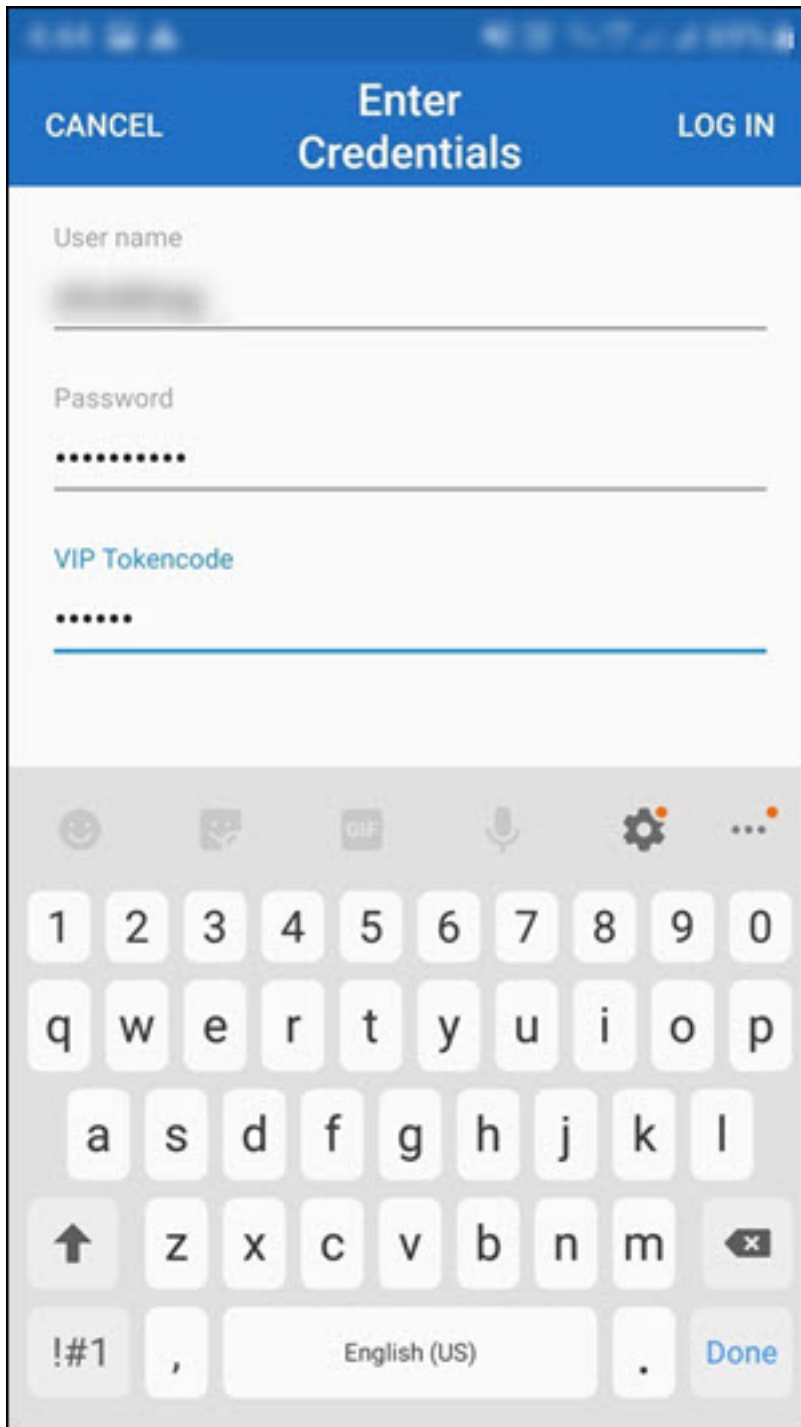 Enter
CANCEL Credentials LOG IN
User name
Password
••••••••••
VIP Tokencode
••••••
GIF
1 2 3 4 5 6 7 8 9 0
q w e r t y u i o p
a s d f g h j k l
z x c v b n m
!#1 , English (US) . Done